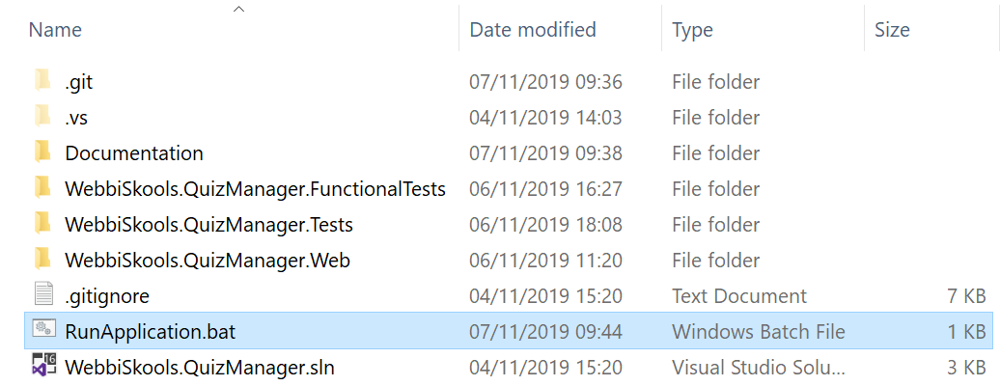 Name Date modified Type Size
.git 07/11/2019 09:36 File folder
.vs 04/11/2019 14:03 File folder
Documentation 07/11/2019 09:38 File folder
WebbiSkools.QuizManager.FunctionalTests 06/11/2019 16:27 File folder
WebbiSkools.QuizManager.Tests 06/11/2019 18:08 File folder
WebbiSkools.QuizManager.Web 06/11/2019 11:20 File folder
.gitignore 04/11/2019 15:20 Text Document 7 KB
RunApplication.bat 07/11/2019 09:44 Windows Batch File 1 KB
16 WebbiSkools.QuizManager.sln 04/11/2019 15:20 Visual Studio Solu... 3 KB